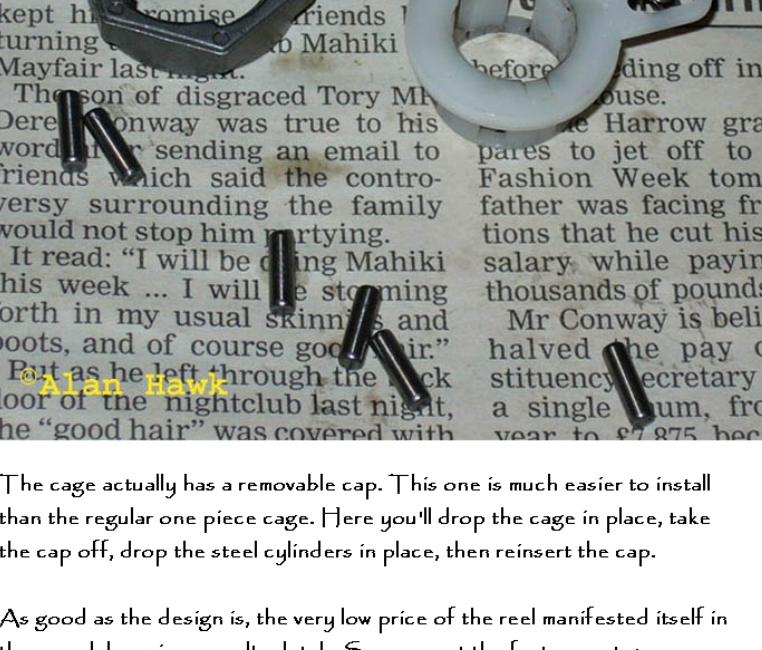 kept
romise
friends
turning
Mahiki
Mayfair last night.
The son of disgraced Tory MP
Dere Conway was true to his
word sending an email to
friends which said the contro-
versy surrounding the family
would not stop him partying.
It read: “I will be doing Mahiki
this week ... I will be storming
forth in my usual skinnies and
boots, and of course good hair.”
But as he left through the back
door of the nightclub last night,
he “good hair” was covered with
before
ding off in
ouse.
Harrow gra
pares to jet off to
Fashion Week tom
father was facing fr
tions that he cut his
salary while payin
thousands of pounds
Mr Conway is beli
halved the pay
stituency secretary
a single sum, fro
year to £7,875 bec
©Alan Hawk
The cage actually has a removable cap. This one is much easier to install
than the regular one piece cage. Here you'll drop the cage in place, take
the cap off, drop the steel cylinders in place, then reinsert the cap.
As good as the design is, the very low price of the reel manifested itself in